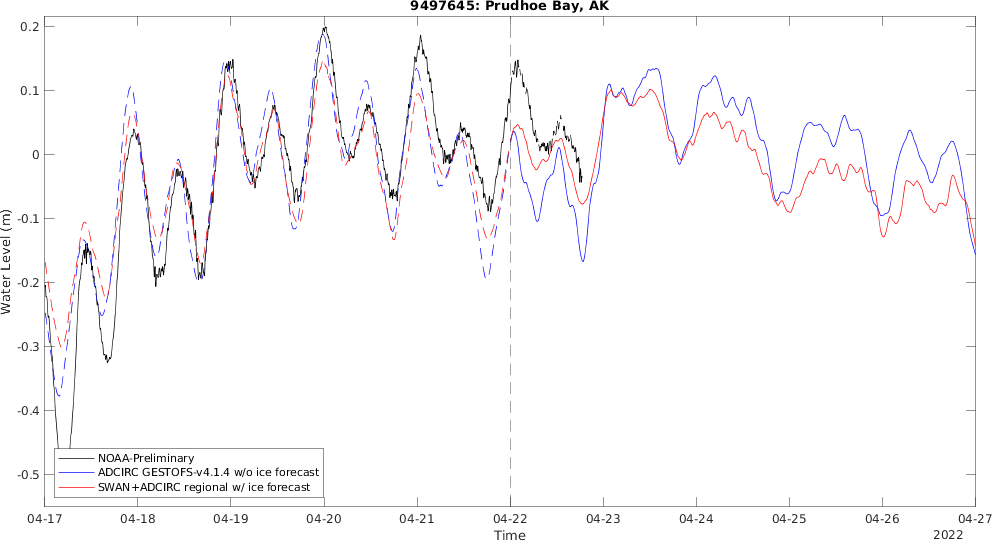 9497645: Prudhoe Bay, AK
Water Level (m)
0.2
0.1
0
-0.1
-0.2
-0.3
-0.4
-0.5
NOAA-Preliminary
ADCIRC GESTOFS-v4.1.4 w/o ice forecast
SWAN+ADCIRC regional w/ ice forecast
04-17 04-18 04-19 04-20 04-21 04-22 04-23 04-24 04-25 04-26 04-27
Time
2022